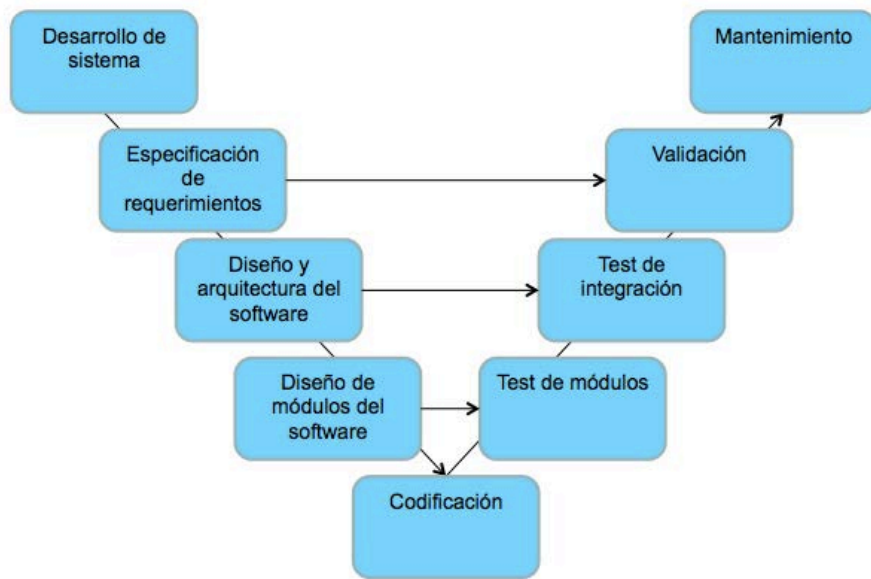 Desarrollo de
sistema
Mantenimiento
Especificación
de
requerimientos
Validación
Diseño y
arquitectura del
software
Test de
integración
Diseño de
módulos del
software
Test de módulos
Codificación